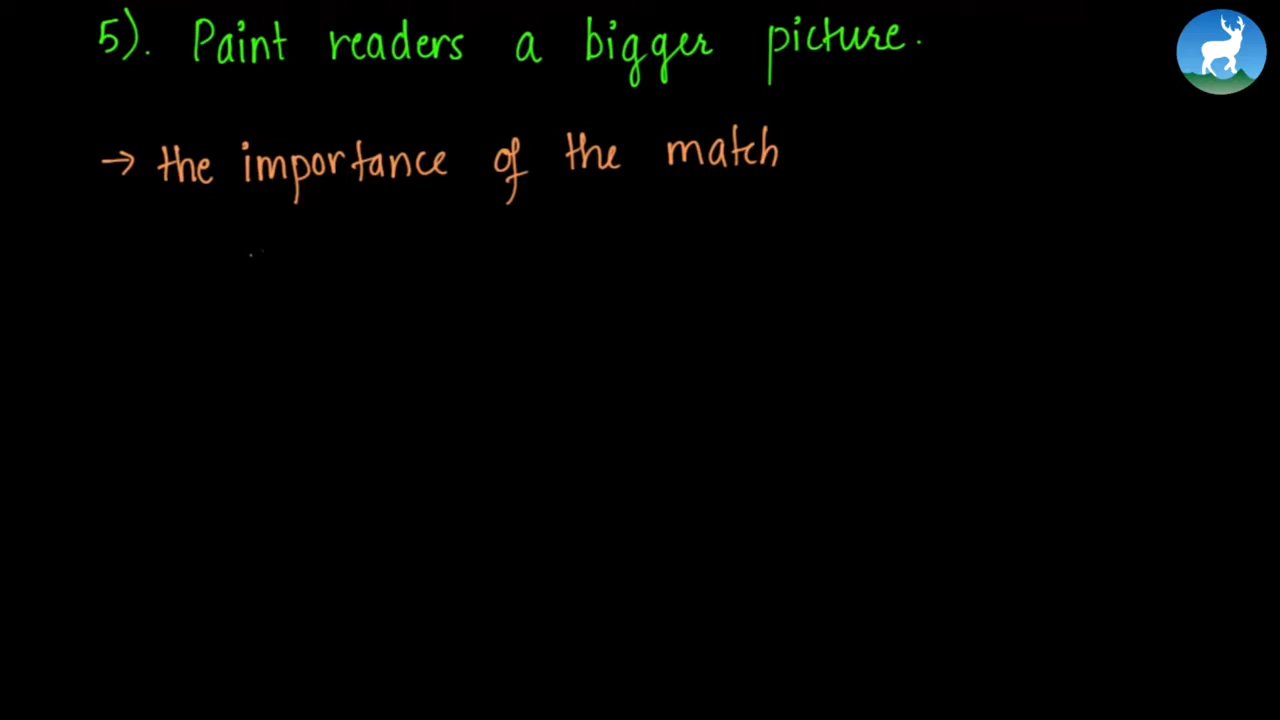 5). Paint readers a bigger picture.
→ the importance of the match